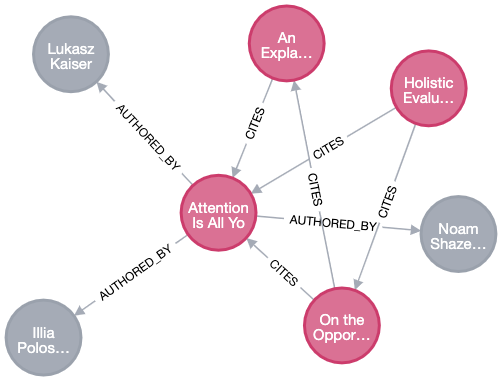 Lukasz
Kaiser
An
Expla…
Holistic
Evalu…
AUTHORED_BY
CITES
CITES
CITES
CITES
Attention
Is All Yo
AUTHORED_BY
Noam
Shaze…
AUTHORED_BY
CITES
Illia
Polos…
On the
Oppor…